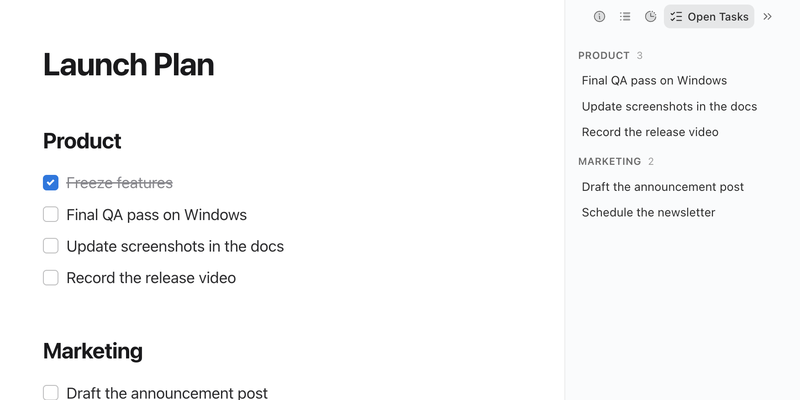 Launch Plan
Product
Freeze features
Final QA pass on Windows
Update screenshots in the docs
Record the release video
Marketing
Draft the announcement post
Open Tasks
PRODUCT 3
Final QA pass on Windows
Update screenshots in the docs
Record the release video
MARKETING 2
Draft the announcement post
Schedule the newsletter